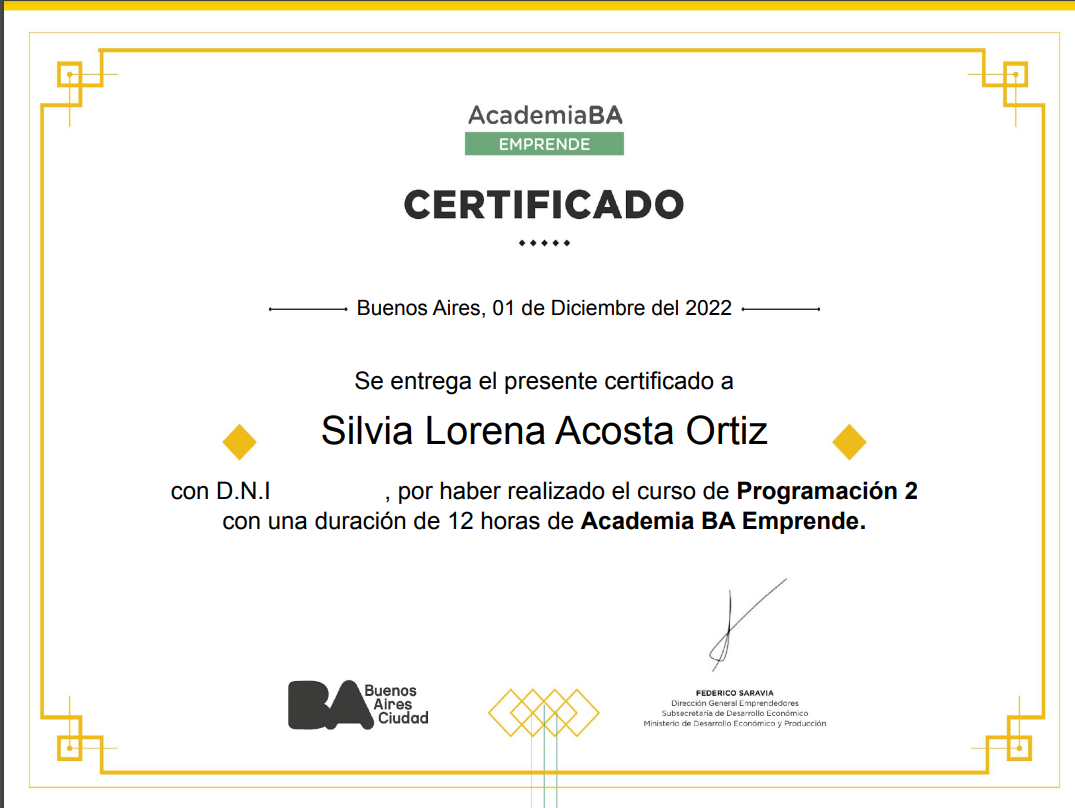 AcademiaBA
EMPRENDE
CERTIFICADO
Buenos Aires, 01 de Diciembre del 2022
Se entrega el presente certificado a
Silvia Lorena Acosta Ortiz
con D.N.I , por haber realizado el curso de Programación 2
con una duración de 12 horas de Academia BA Emprende.
BA Buenos
Aires
Ciudad
FEDERICO SARAVIA
Dirección General Emprendedores
Subsecretaría de Desarrollo Económico
Ministerio de Desarrollo Económico y Producción